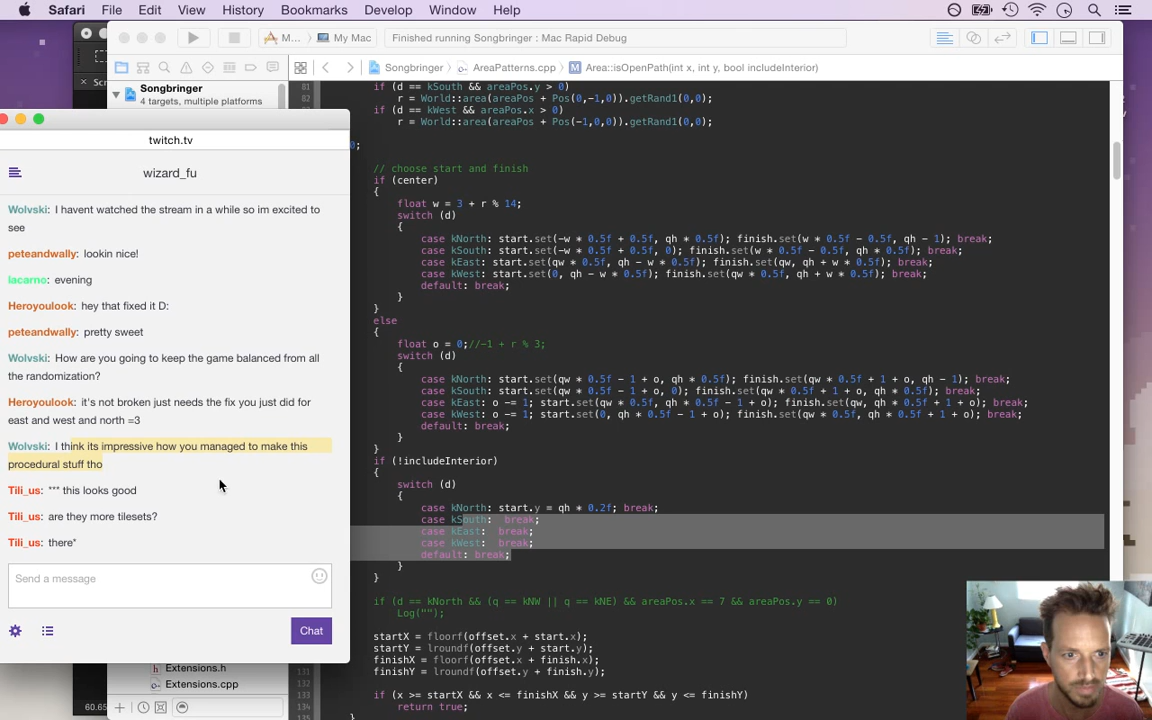 Safari File Edit View History Bookmarks Develop Window Help
M... My Mac Finished running Songbringer : Mac Rapid Debug
Songbringer AreaPatterns.cpp M Area::isOpenPath(int x, int y, bool includeInterior)
Songbringer
4 targets, multiple platforms
twitch.tv
wizard_fu
Wolvski: I havent watched the stream in a while so im excited to
see
peteandwally: lookin nice!
lacarno: evening
Heroyoulook: hey that fixed it D:
peteandwally: pretty sweet
Wolvski: How are you going to keep the game balanced from all
the randomization?
Heroyoulook: it's not broken just needs the fix you just did for
east and west and north =3
Wolvski: I think its impressive how you managed to make this
procedural stuff tho
Tili_us: *** this looks good
Tili_us: are they more tilesets?
Tili_us: there*
Send a message
Chat
Extensions.h
Extensions.cpp
60.65
81 if (d == kSouth && areaPos.y > 0)
82 r = World::area(areaPos + Pos(0,-1,0)).getRand1(0,0);
if (d == kWest && areaPos.x > 0)
r = World::area(areaPos + Pos(-1,0,0)).getRand1(0,0);
0;
// choose start and finish
if (center)
{
float w = 3 + r % 14;
switch (d)
{
case kNorth: start.set(-w * 0.5f + 0.5f, qh * 0.5f); finish.set(w * 0.5f - 0.5f, qh - 1); break;
case kSouth: start.set(-w * 0.5f + 0.5f, 0); finish.set(w * 0.5f - 0.5f, qh * 0.5f); break;
case kEast: start.set(qw * 0.5f, qh - w * 0.5f); finish.set(qw, qh + w * 0.5f); break;
case kWest: start.set(0, qh - w * 0.5f); finish.set(qw * 0.5f, qh + w * 0.5f); break;
default: break;
}
}
else
{
float o = 0;//-1 + r % 3;
switch (d)
{
case kNorth: start.set(qw * 0.5f - 1 + o, qh * 0.5f); finish.set(qw * 0.5f + 1 + o, qh - 1); break;
case kSouth: start.set(qw * 0.5f - 1 + o, 0); finish.set(qw * 0.5f + 1 + o, qh * 0.5f); break;
case kEast: o -= 1; start.set(qw * 0.5f, qh * 0.5f - 1 + o); finish.set(qw, qh * 0.5f + 1 + o); break;
case kWest: o -= 1; start.set(0, qh * 0.5f - 1 + o); finish.set(qw * 0.5f, qh * 0.5f + 1 + o); break;
default: break;
}
}
if (!includeInterior)
{
switch (d)
{
case kNorth: start.y = qh * 0.2f; break;
case kSouth: break;
case kEast: break;
case kWest: break;
default: break;
}
}
if (d == kNorth && (q == kNW || q == kNE) && areaPos.x == 7 && areaPos.y == 0)
Log("");
startX = floorf(offset.x + start.x);
startY = lroundf(offset.y + start.y);
finishX = floorf(offset.x + finish.x);
131 finishY = lroundf(offset.y + finish.y);
132
133 if (x >= startX && x <= finishX && y >= startY && y <= finishY)
134 return true;
135 }